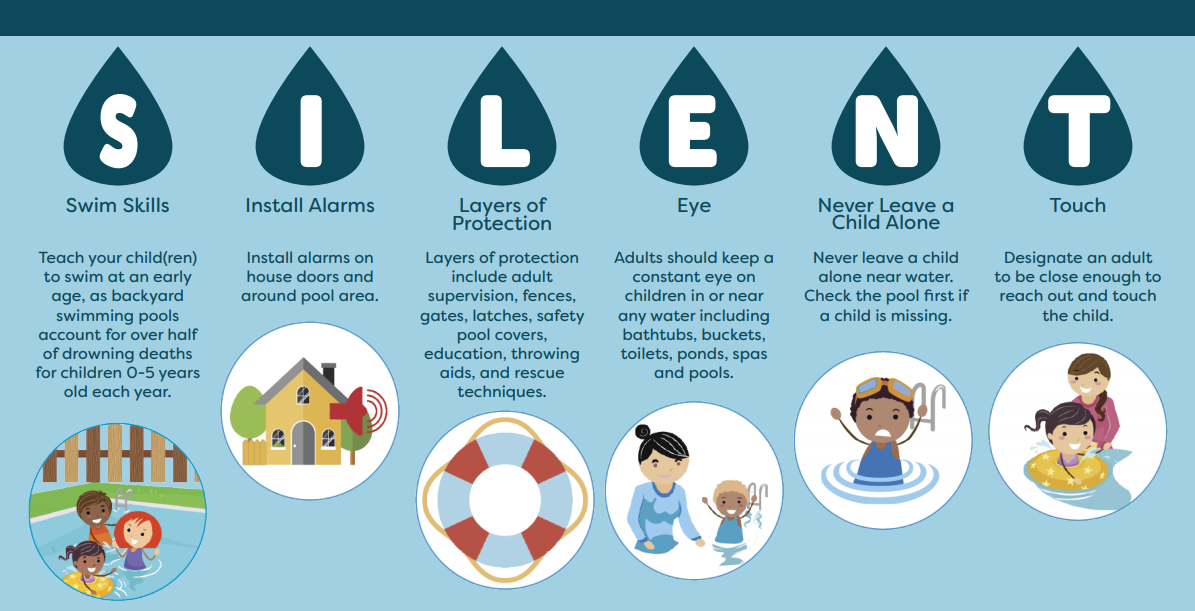 S
Swim Skills
Teach your child(ren)
to swim at an early
age, as backyard
swimming pools
account for over half
of drowning deaths
for children 0-5 years
old each year.
I
Install Alarms
Install alarms on
house doors and
around pool area.
L
Layers of
Protection
Layers of protection
include adult
supervision, fences,
gates, latches, safety
pool covers,
education, throwing
aids, and rescue
techniques.
E
Eye
Adults should keep a
constant eye on
children in or near
any water including
bathtubs, buckets,
toilets, ponds, spas
and pools.
N
Never Leave a
Child Alone
Never leave a child
alone near water.
Check the pool first if
a child is missing.
T
Touch
Designate an adult
to be close enough to
reach out and touch
the child.